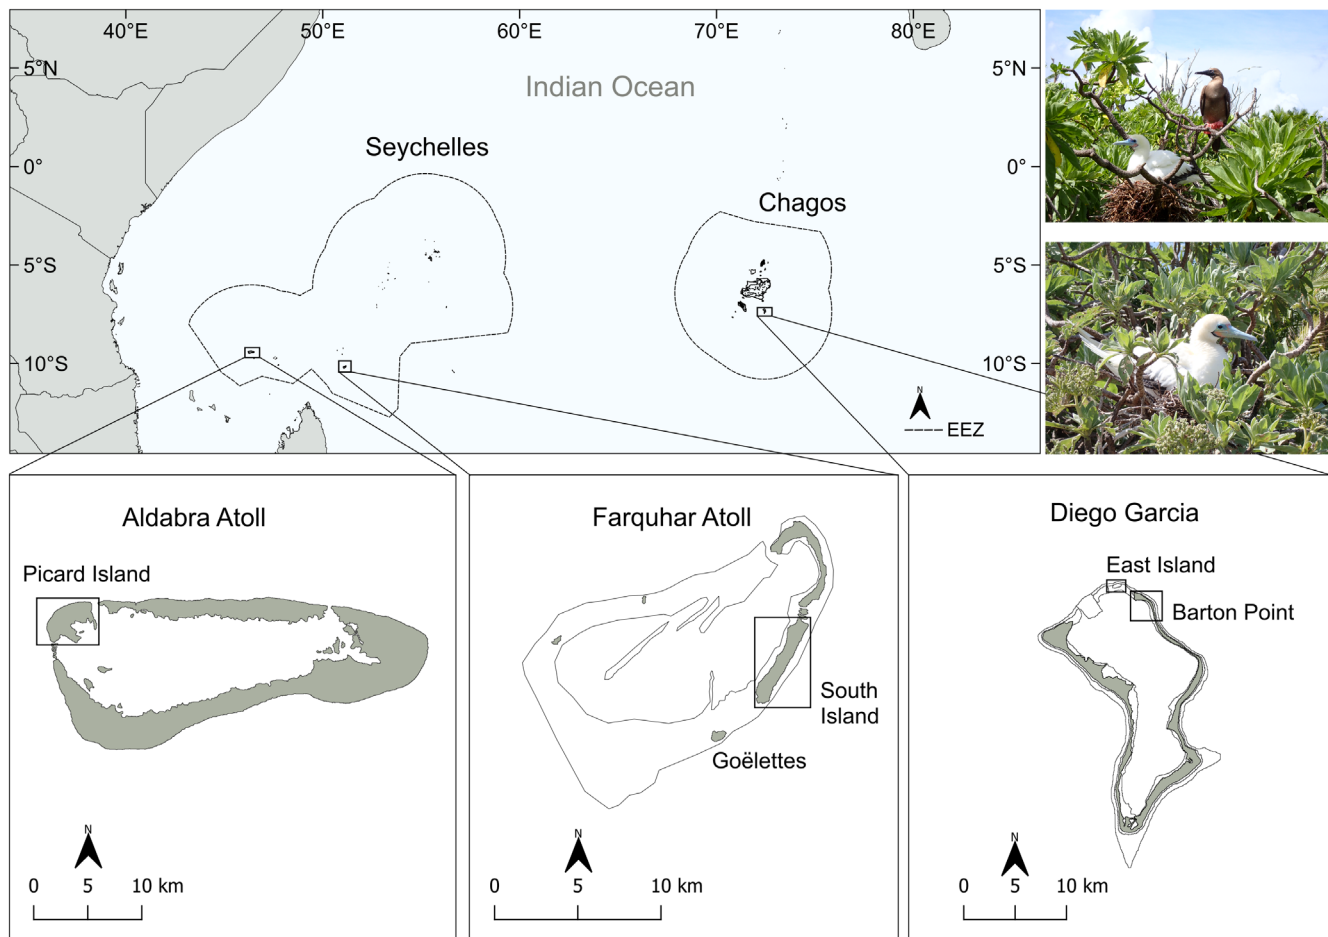 40°E 50°E 60°E 70°E 80°E
5°N 5°N
Indian Ocean
Seychelles
0° 0°
Chagos
5°S 5°S
10°S 10°S
N
EEZ
Aldabra Atoll
Picard Island
N
0 5 10 km
Farquhar Atoll
South
Island
Goëlettes
N
0 5 10 km
Diego Garcia
East Island
Barton Point
N
0 5 10 km